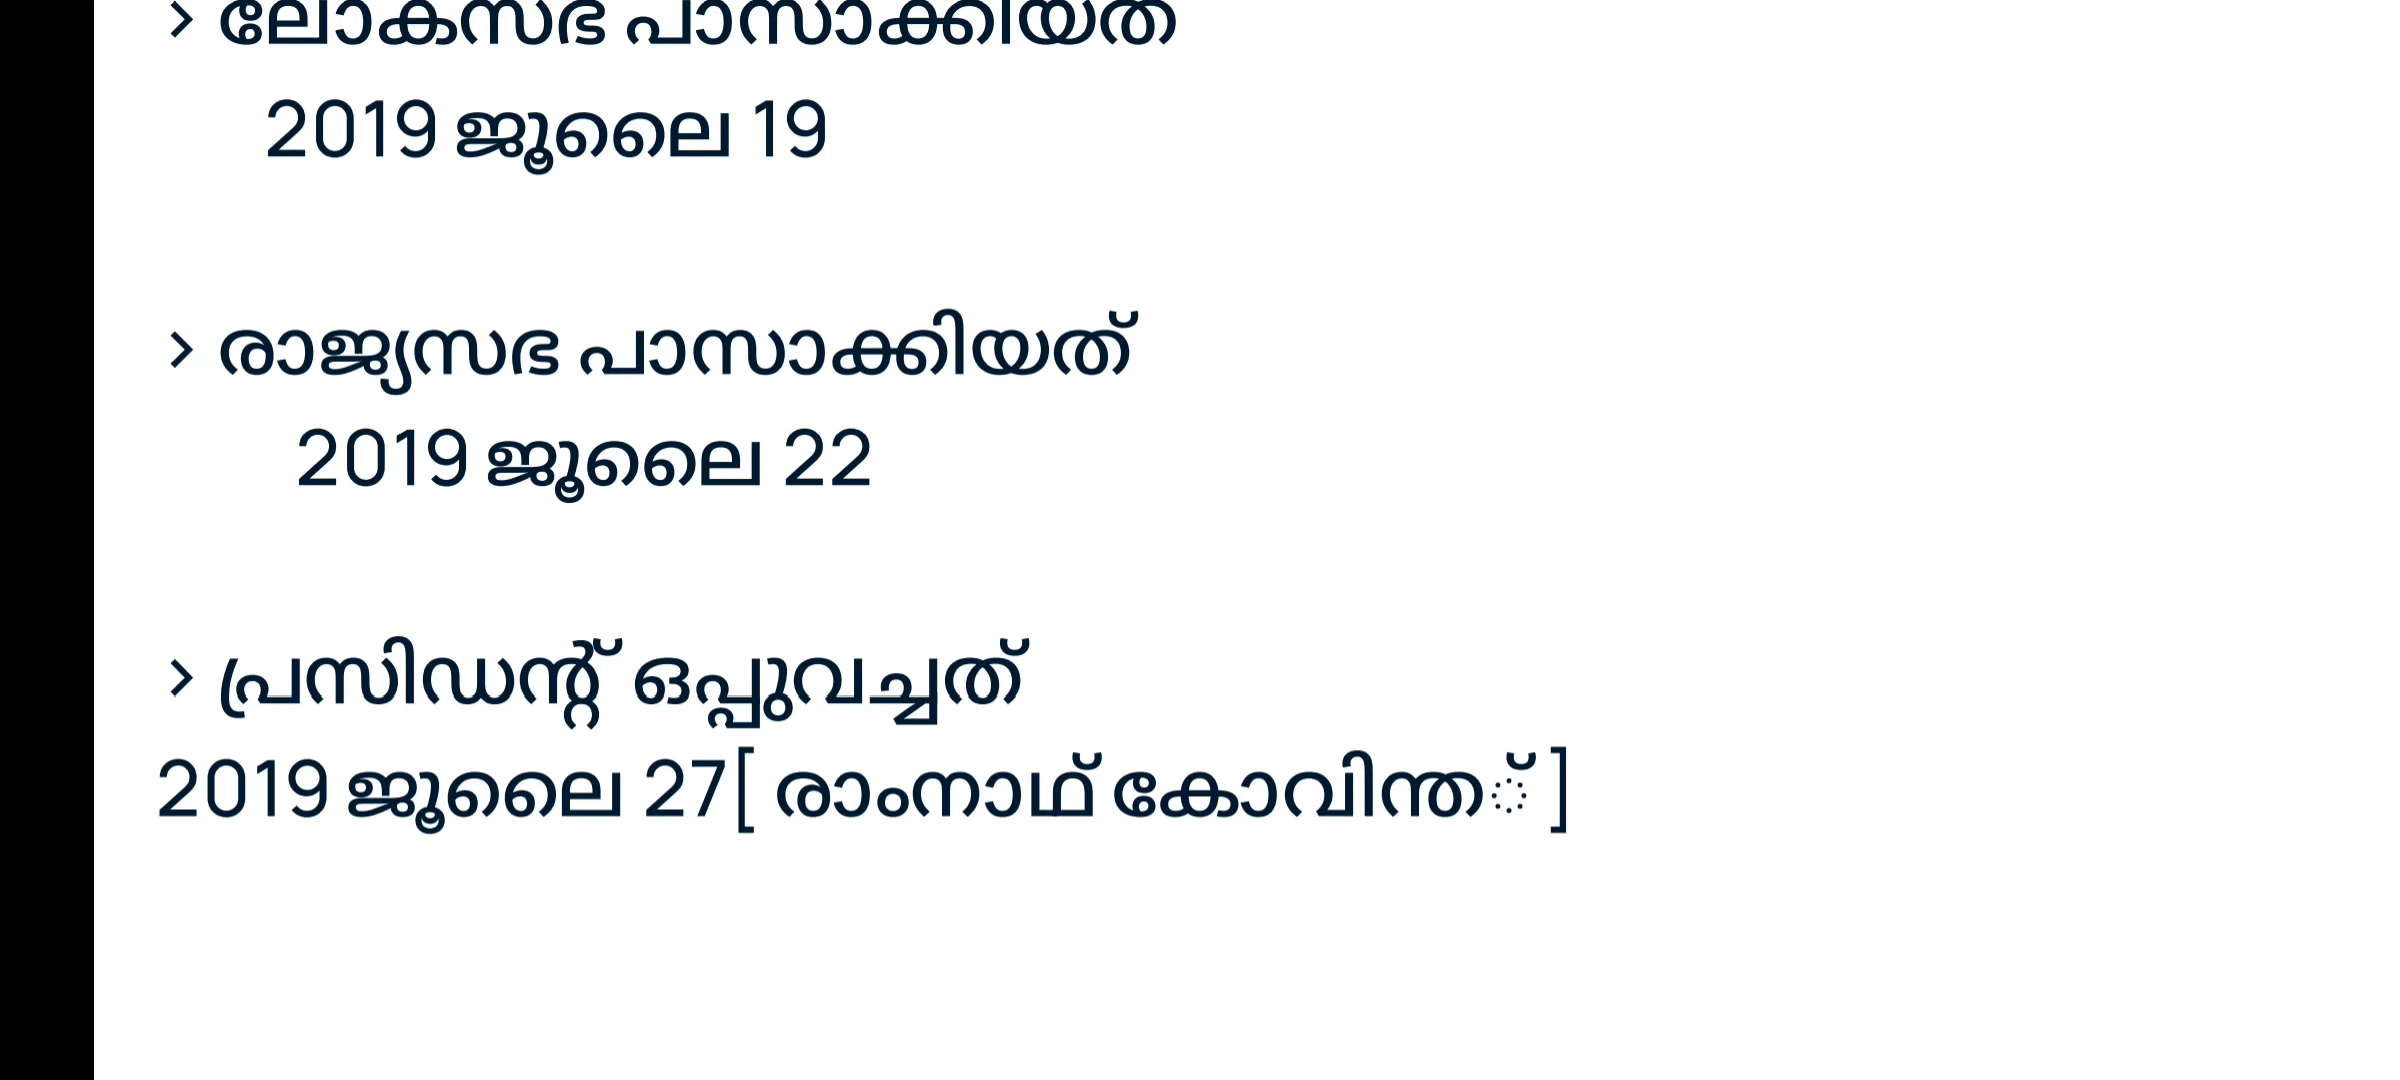 > ലോകസഭ പാസാക്കിയത്
2019 ജൂലൈ 19
> രാജ്യസഭ പാസാക്കിയത്
2019 ജൂലൈ 22
> പ്രസിഡന്റ് ഒപ്പുവച്ചത്
2019 ജൂലൈ 27[ രാംനാഥ് കോവിന്ത ് ]